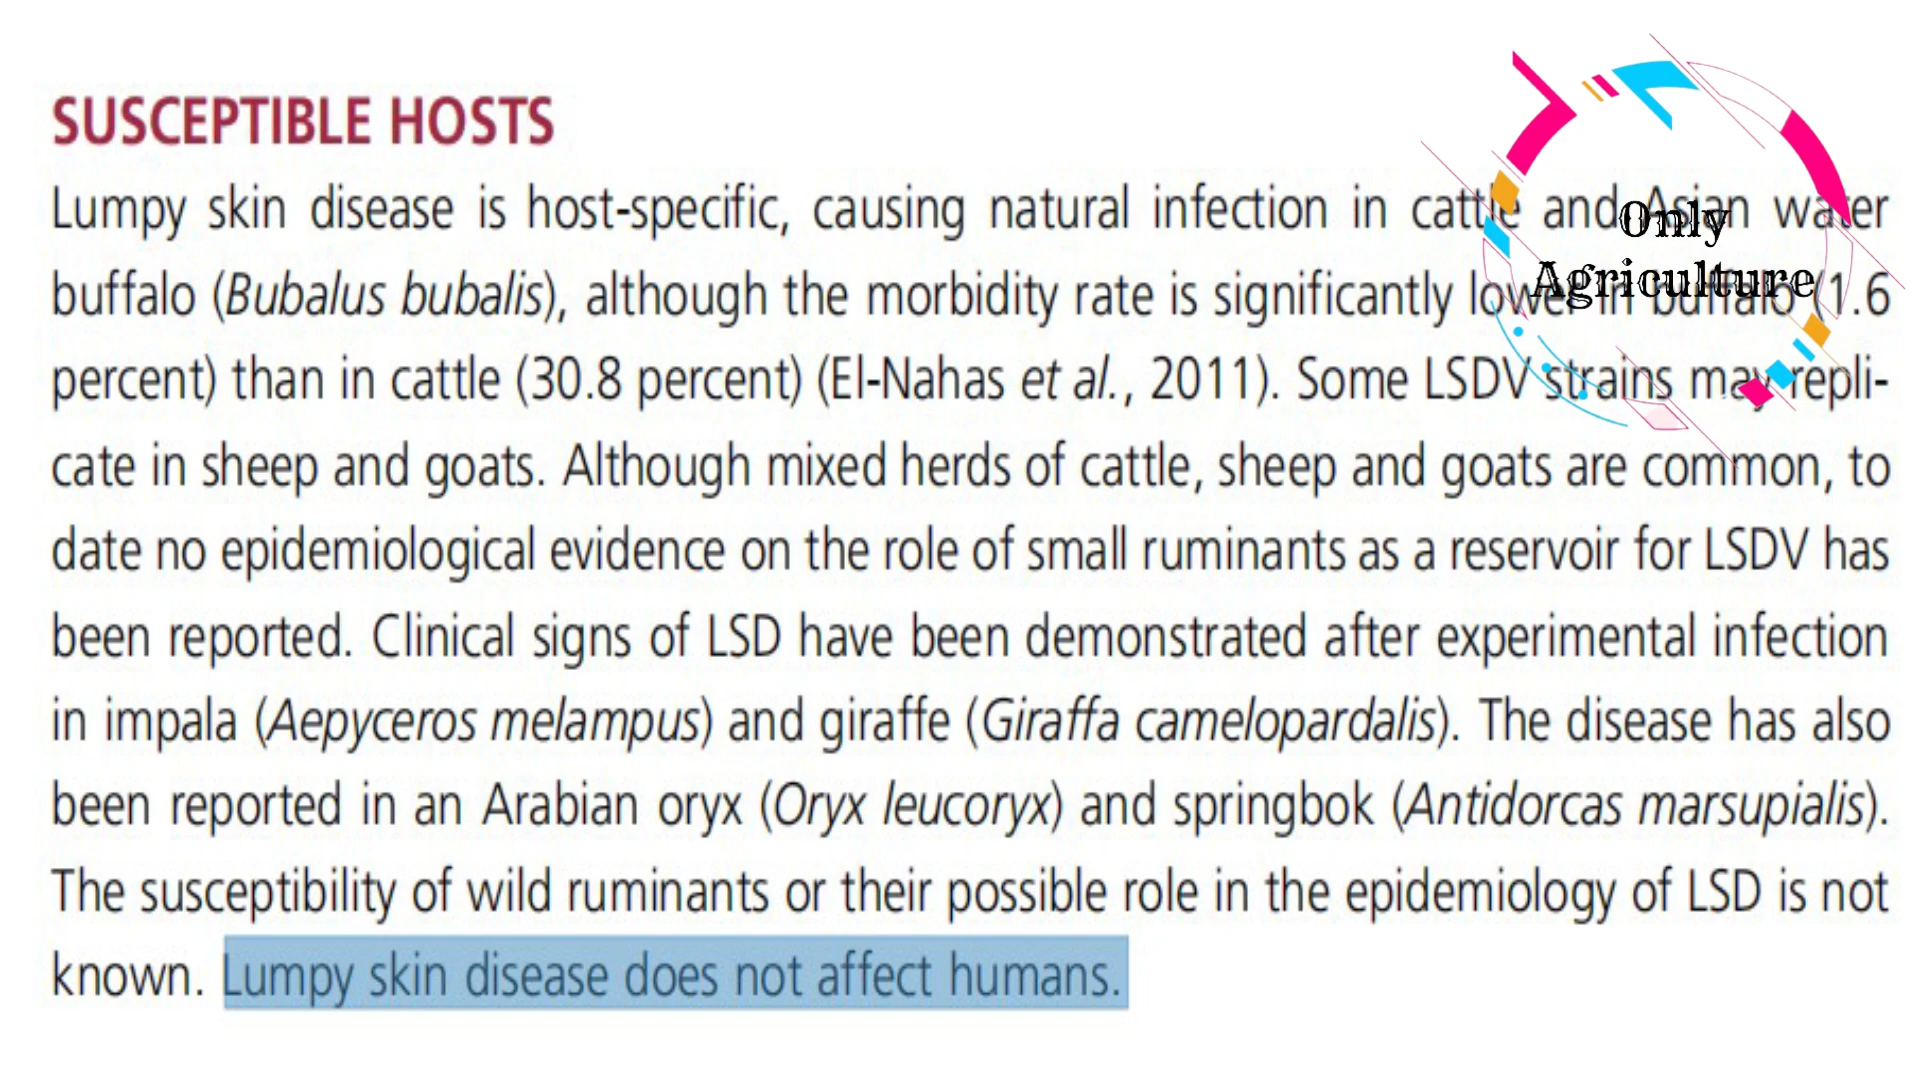 SUSCEPTIBLE HOSTS
Lumpy skin disease is host-specific, causing natural infection in cattle and Asian water
buffalo (Bubalus bubalis), although the morbidity rate is significantly lower in buffalo (1.6
percent) than in cattle (30.8 percent) (El-Nahas et al., 2011). Some LSDV strains may repli-
cate in sheep and goats. Although mixed herds of cattle, sheep and goats are common, to
date no epidemiological evidence on the role of small ruminants as a reservoir for LSDV has
been reported. Clinical signs of LSD have been demonstrated after experimental infection
in impala (Aepyceros melampus) and giraffe (Giraffa camelopardalis). The disease has also
been reported in an Arabian oryx (Oryx leucoryx) and springbok (Antidorcas marsupialis).
The susceptibility of wild ruminants or their possible role in the epidemiology of LSD is not
known. Lumpy skin disease does not affect humans.
Only
Agriculture